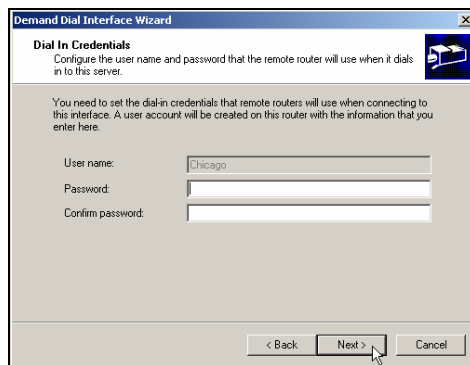 Demand Dial Interface Wizard
Dial In Credentials
Configure the user name and password that the remote router will use when it dials
in to this server.
You need to set the dial-in credentials that remote routers will use when connecting to
this interface. A user account will be created on this router with the information that you
enter here.
User name: Chicago
Password:
Confirm password:
< Back Next > Cancel